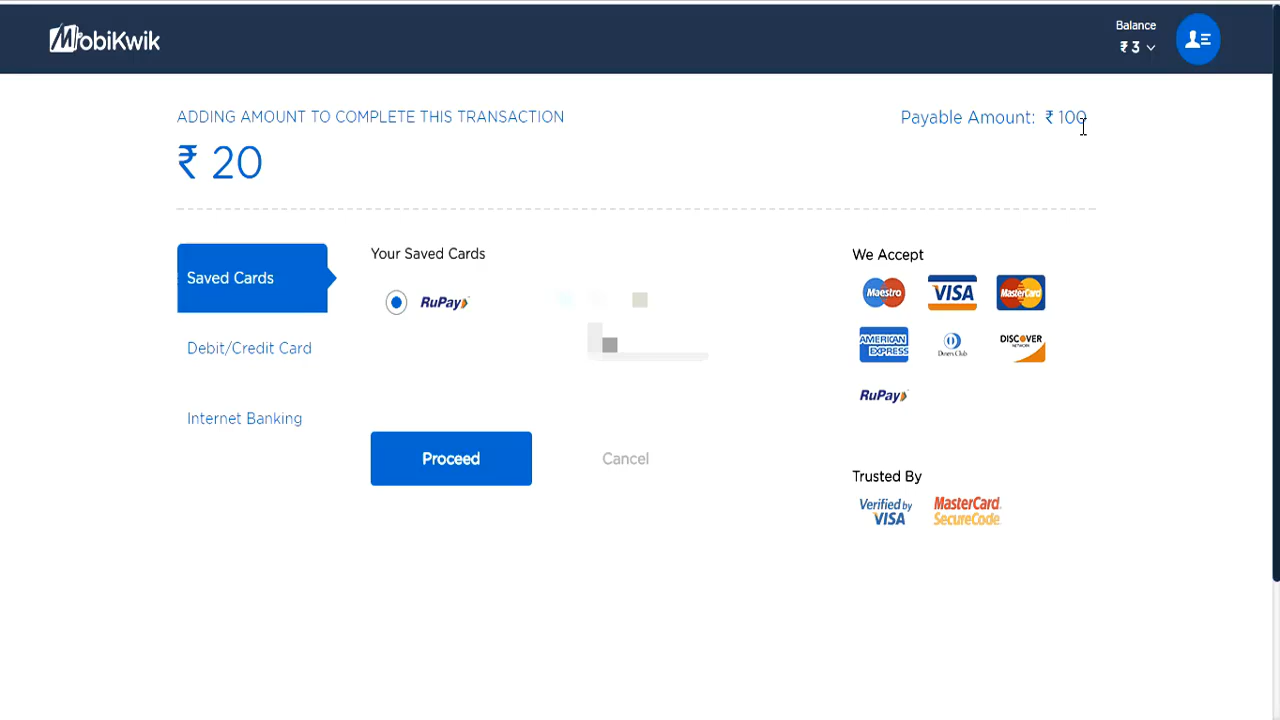 MobiKwik
Balance
₹ 3
ADDING AMOUNT TO COMPLETE THIS TRANSACTION
Payable Amount: ₹ 100
₹ 20
Saved Cards
Debit/Credit Card
Internet Banking
Your Saved Cards
RuPay
Proceed
Cancel
We Accept
Maestro
VISA
MasterCard
AMERICAN
EXPRESS
Diners Club
DISCOVER
NETWORK
RuPay
Trusted By
Verified by
VISA
MasterCard
SecureCode